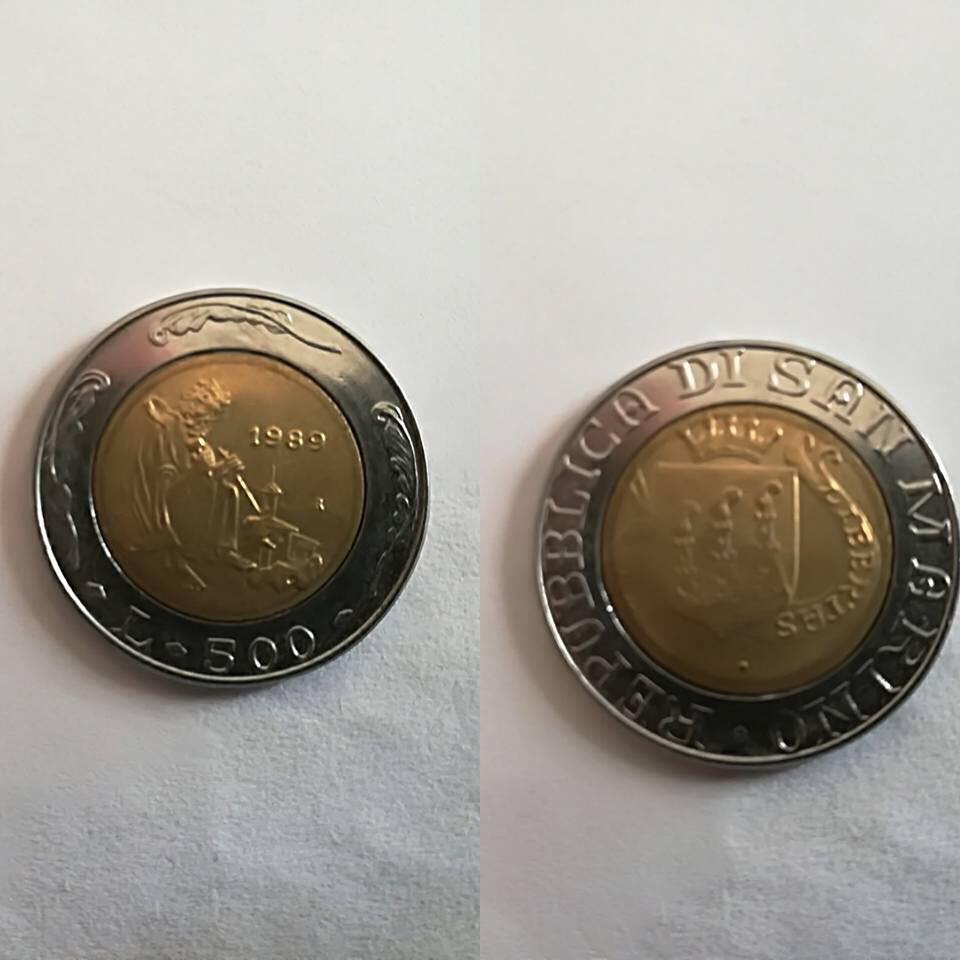 1989
R
L. 500
REPUBBLICA DI SAN MARINO
LIBERTAS